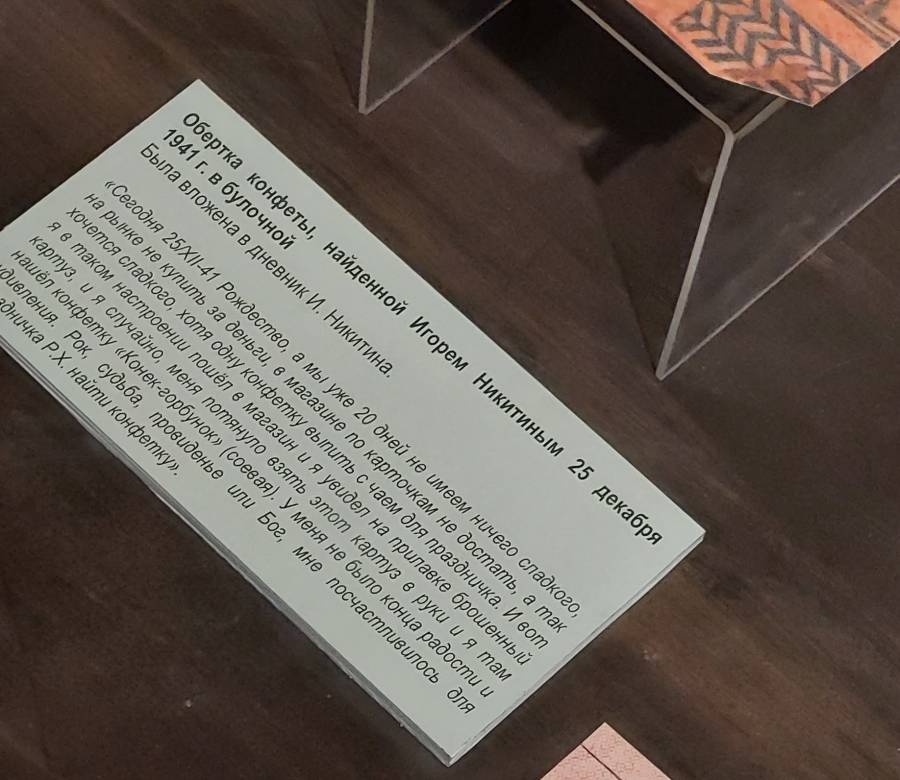 Обертка конфеты, найденной Игорем Никитиным 25 декабря
1941 г. в булочной
Была вложена в дневник И. Никитина.
«Сегодня 25/XII-41 Рождество, а мы уже 20 дней не имеем ничего сладкого,
на рынке не купить за деньги, в магазине по карточкам не достать, а так
хочется сладкого, хотя одну конфетку выпить с чаем для праздничка. И вот
я в таком настроении пошёл в магазин и я увидел на прилавке брошенный
картуз и я случайно, меня потянуло взять этот картуз в руки и я там
нашёл конфетку «Конек-горбунок» (соевая). У меня не было конца радости и
удивления. Рок, судьба, провиденье или Бог, мне посчастливилось для
Р.Х. найти конфетку».